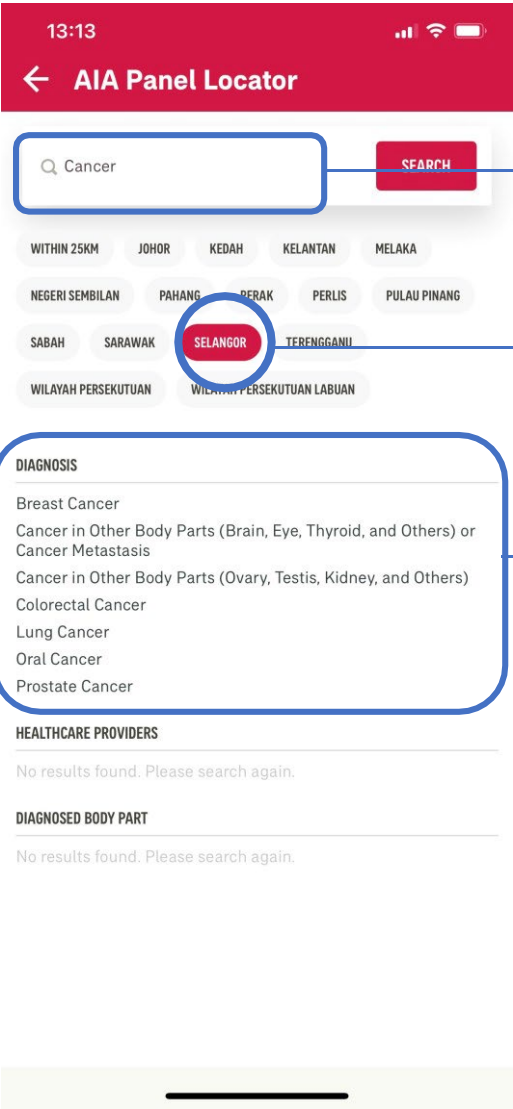 13:13
AIA Panel Locator
Cancer
SEARCH
WITHIN 25KM JOHOR KEDAH KELANTAN MELAKA
NEGERI SEMBILAN PAHANG PERAK PERLIS PULAU PINANG
SABAH SARAWAK SELANGOR TERENGGANU
WILAYAH PERSEKUTUAN WILAYAH PERSEKUTUAN LABUAN
DIAGNOSIS
Breast Cancer
Cancer in Other Body Parts (Brain, Eye, Thyroid, and Others) or
Cancer Metastasis
Cancer in Other Body Parts (Ovary, Testis, Kidney, and Others)
Colorectal Cancer
Lung Cancer
Oral Cancer
Prostate Cancer
HEALTHCARE PROVIDERS
No results found. Please search again.
DIAGNOSED BODY PART
No results found. Please search again.